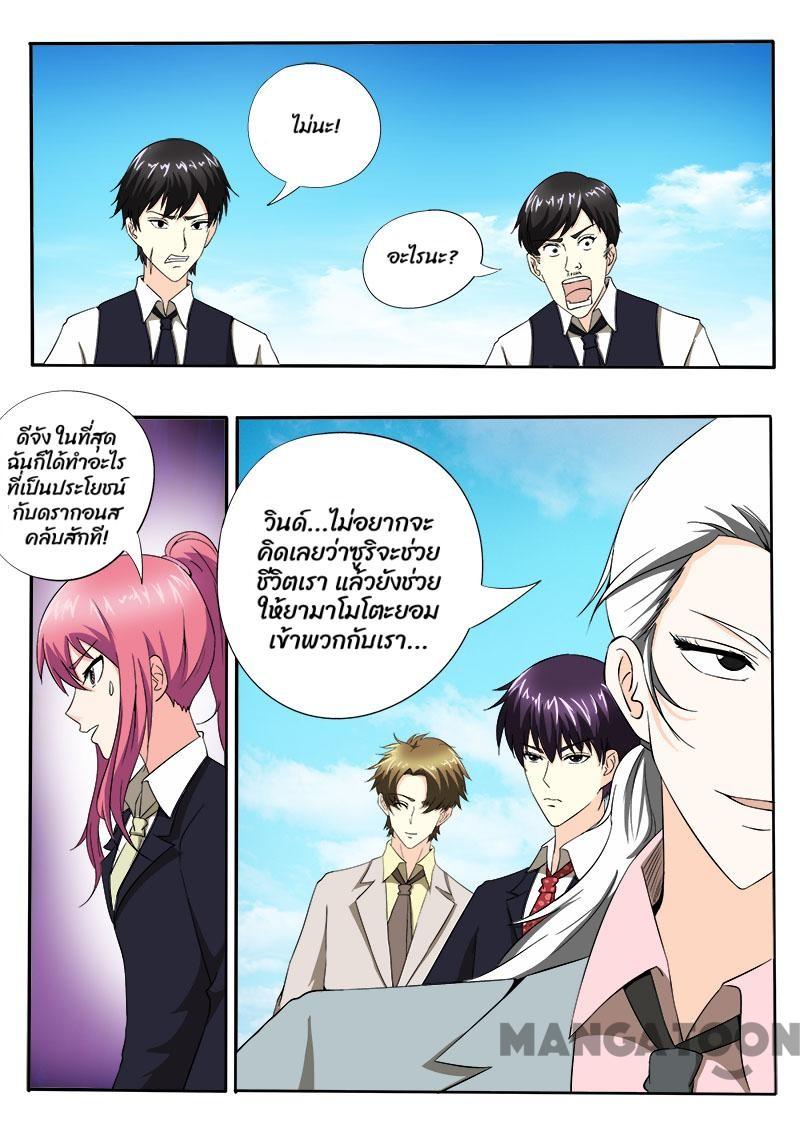 ไม่นะ!
อะไรนะ?
ดีจัง ในที่สุด
ฉันก็ได้ทำอะไร
ที่เป็นประโยชน์
กับดรากอนส
คลับสักที!
วินด์...ไม่อยากจะ
คิดเลยว่าซูริจะช่วย
ชีวิตเรา แล้วยังช่วย
ให้ยามาโมโตะยอม
เข้าพวกกับเรา...
MANGATOON